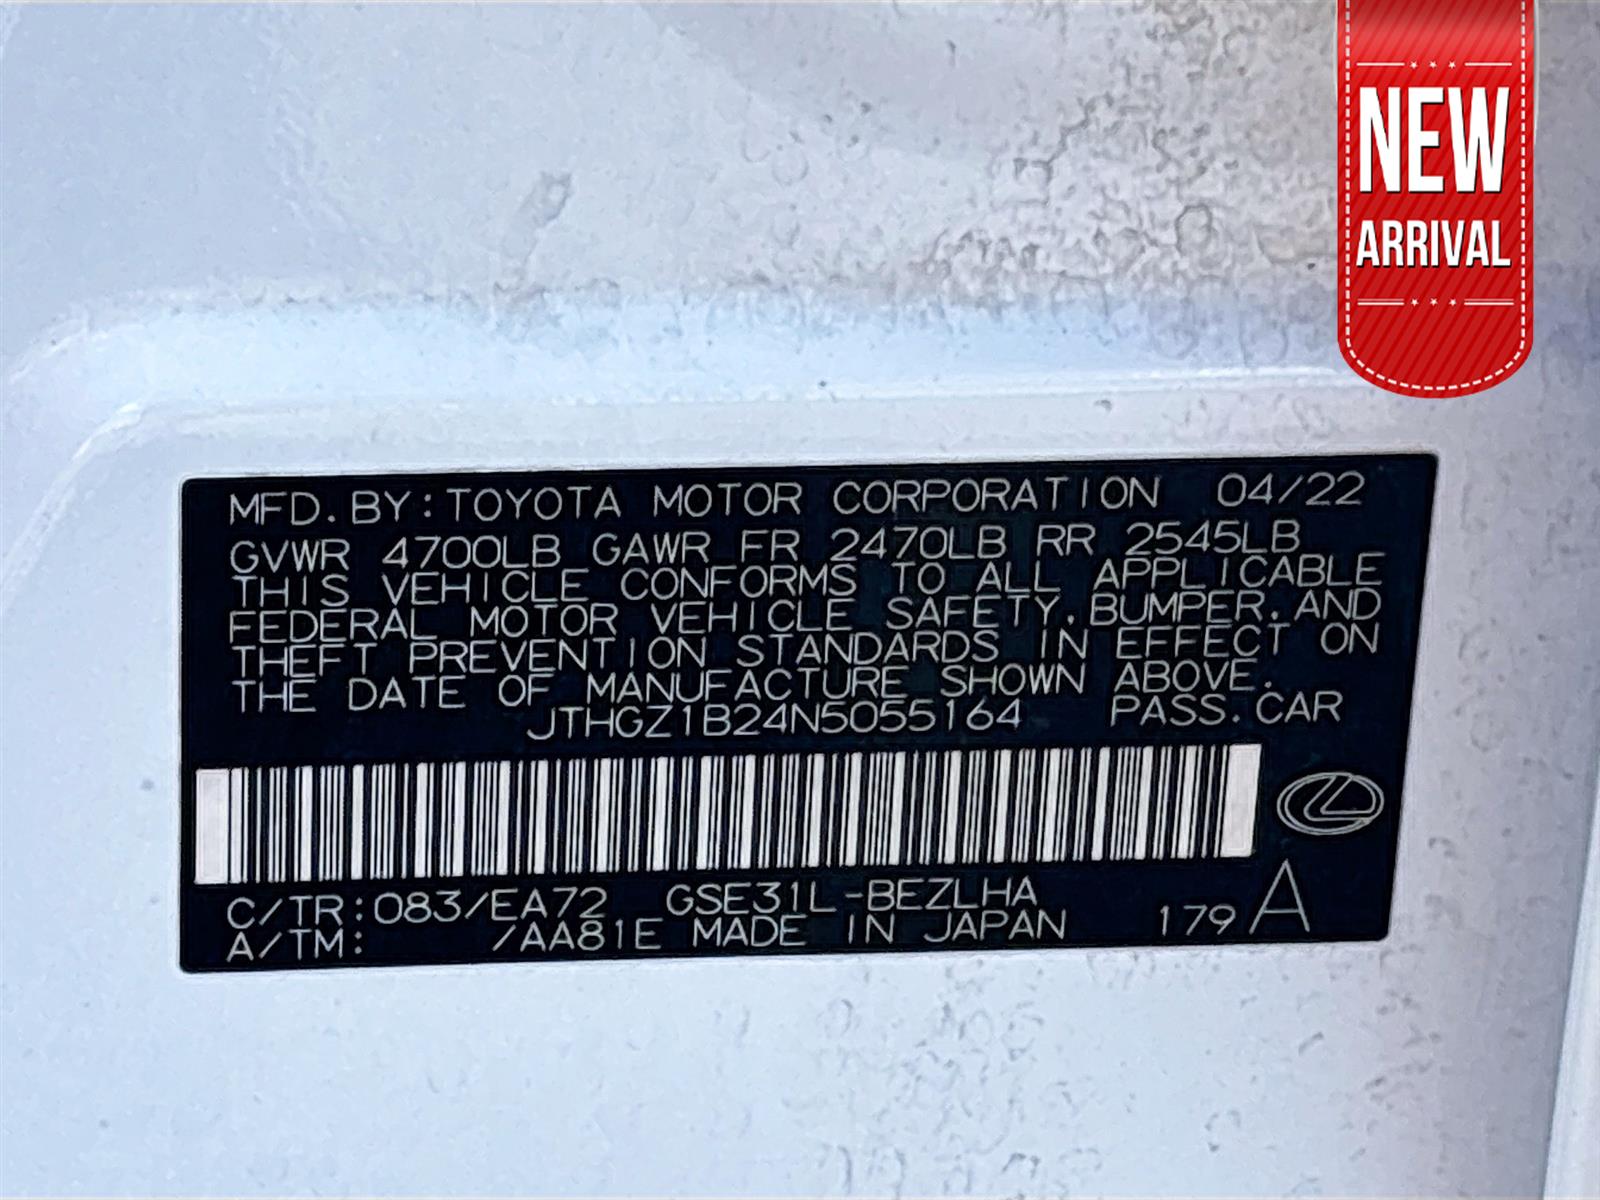 NEW
ARRIVAL
MFD. BY: TOYOTA MOTOR CORPORATION 04/22
GVWR 4700LB GAWR FR 2470LB RR 2545LB
THIS VEHICLE CONFORMS TO ALL APPLICABLE
FEDERAL MOTOR VEHICLE SAFETY, BUMPER, AND
THEFT PREVENTION STANDARDS IN EFFECT ON
THE DATE OF MANUFACTURE SHOWN ABOVE.
JTHGZ1B24N5055164 PASS. CAR
C/TR: 083/EA72 GSE31L-BEZLHA
A/TM: /AA81E MADE IN JAPAN 179 A